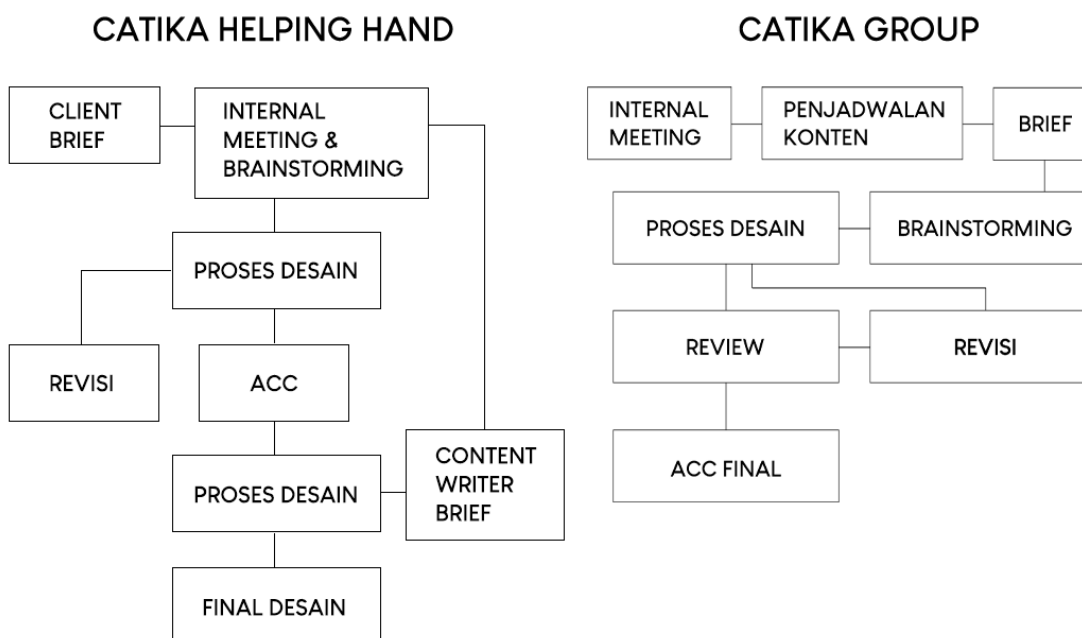 CATIKA HELPING HAND
CLIENT
BRIEF
INTERNAL
MEETING &
BRAINSTORMING
PROSES DESAIN
REVISI
ACC
PROSES DESAIN
CONTENT
WRITER
BRIEF
FINAL DESAIN
CATIKA GROUP
INTERNAL
MEETING
PENJADWALAN
KONTEN
BRIEF
PROSES DESAIN
BRAINSTORMING
REVIEW
REVISI
ACC FINAL